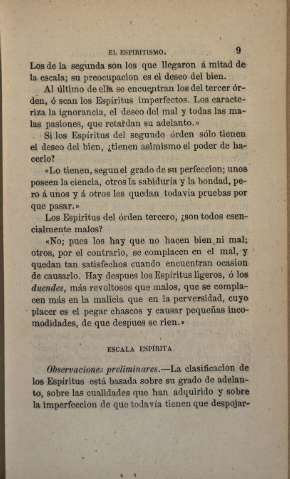 EL ESPIRITISMO. 9
Los de la segunda son los que llegaron á mitad de
la escala; su preocupacion es el deseo del bien.
Al último de ella se encuentran los del tercer ór-
den, ó sean los Espíritus imperfectos. Los caracte-
riza la ignorancia, el deseo del mal y todas las ma-
las pasiones, que retardan su adelanto.»
Si los Espíritus del segundo órden sólo tienen
el deseo del bien, ¿tienen asimismo el poder de ha-
cerlo?
«Lo tienen, segun el grado de su perfeccion; unos
poseen la ciencia, otros la sabiduría y la bondad, pe-
ro á unos y á otros les quedan todavía pruebas por
que pasar.»
Los Espíritus del órden tercero, ¿son todos esen-
cialmente malos?
«No; pues los hay que no hacen bien ni mal;
otros, por el contrario, se complacen en el mal, y
quedan tan satisfechos cuando encuentran ocasion
de causarlo. Hay despues los Espíritus ligeros, ó los
duendes, más revoltosos que malos, que se compla-
cen más en la malicia que en la perversidad, cuyo
placer es el pegar chascos y causar pequeñas inco-
modidades, de que despues se rien.»
ESCALA ESPÍRITA
Observaciones preliminares.—La clasificacion de
los Espíritus está basada sobre su grado de adelan-
to, sobre las cualidades que han adquirido y sobre
la imperfeccion de que todavía tienen que despojar-